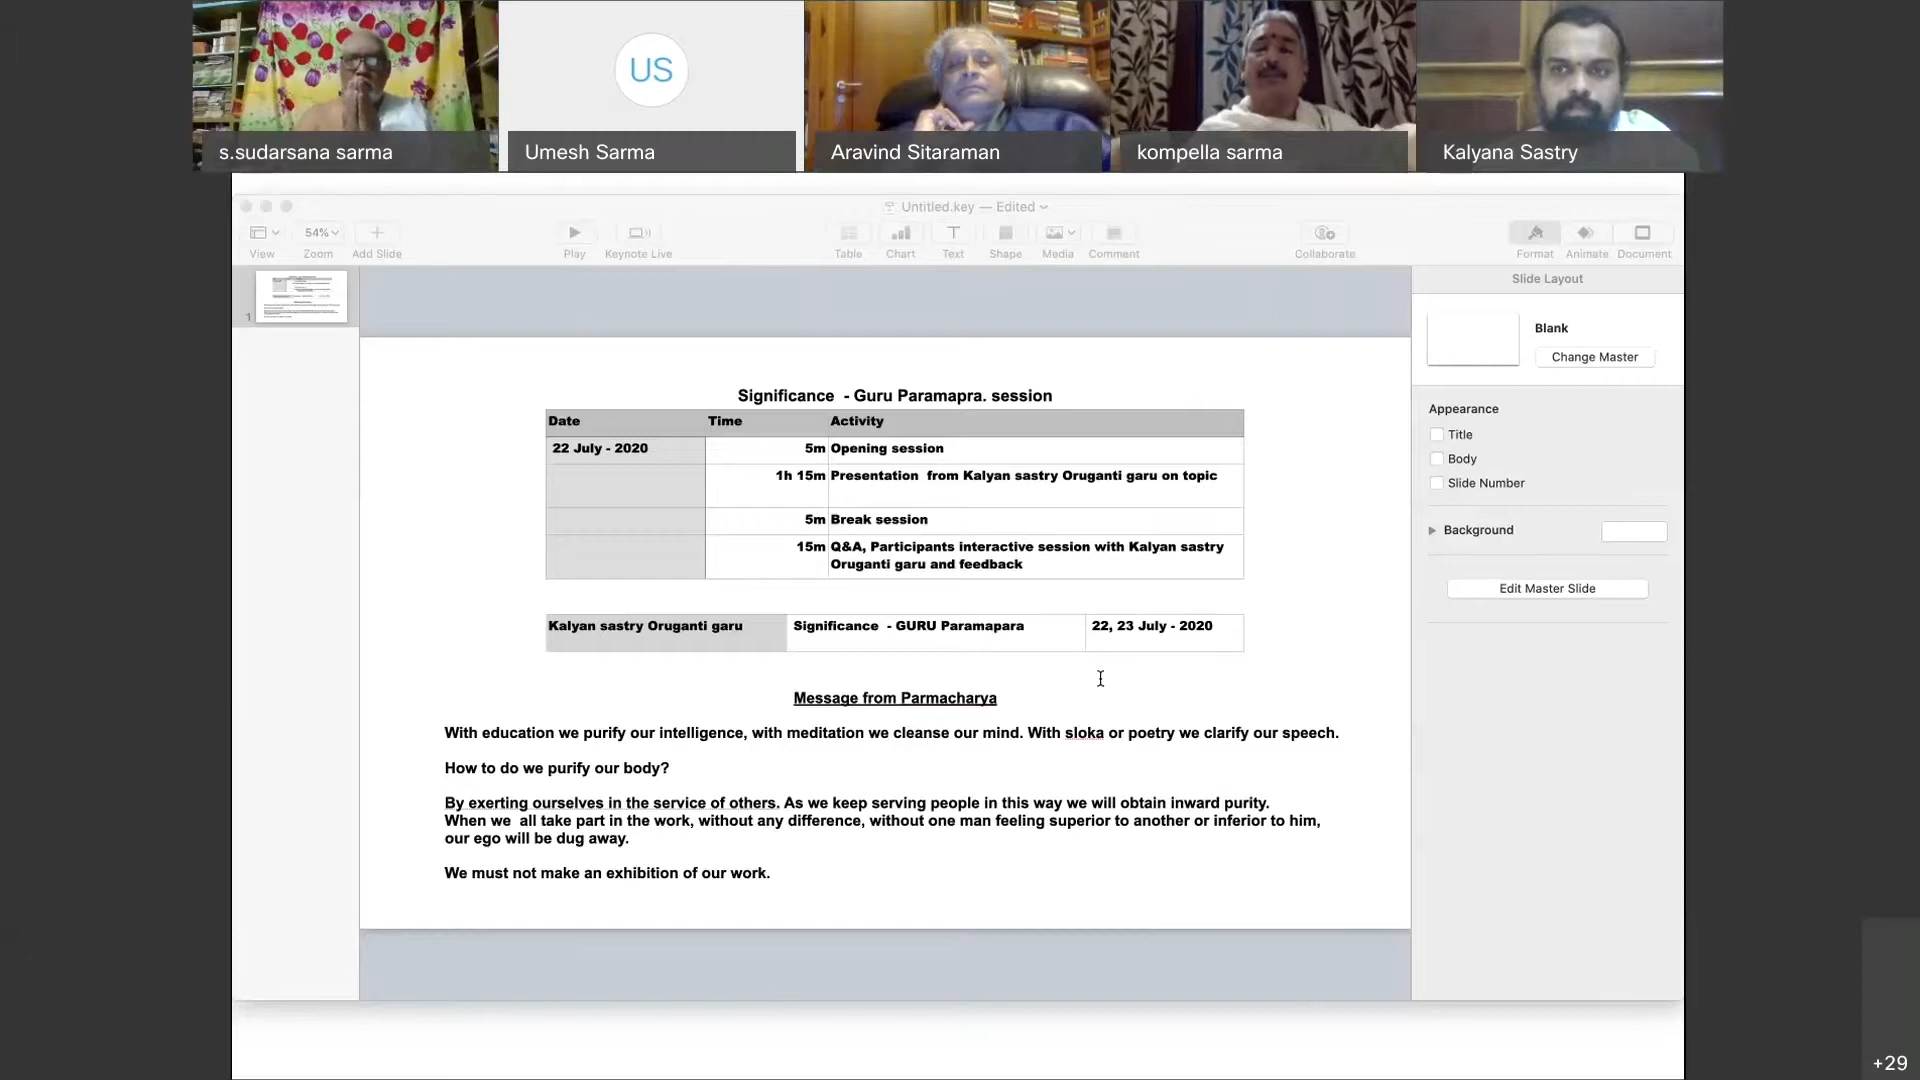 US
s.sudarsana sarma
Umesh Sarma
Aravind Sitaraman
kompella sarma
Kalyana Sastry
Untitled.key — Edited
54%
View
Zoom
Add Slide
Play
Keynote Live
Table
Chart
Text
Shape
Media
Comment
Collaborate
Format
Animate
Document
1
Slide Layout
Blank
Change Master
Appearance
Title
Body
Slide Number
Background
Edit Master Slide
Significance - Guru Paramapra. session
Date Time Activity
22 July - 2020 5m Opening session
1h 15m Presentation from Kalyan sastry Oruganti garu on topic
5m Break session
15m Q&A, Participants interactive session with Kalyan sastry
Oruganti garu and feedback
Kalyan sastry Oruganti garu Significance - GURU Paramapara 22, 23 July - 2020
Message from Parmacharya
With education we purify our intelligence, with meditation we cleanse our mind. With sloka or poetry we clarify our speech.
How to do we purify our body?
By exerting ourselves in the service of others. As we keep serving people in this way we will obtain inward purity.
When we all take part in the work, without any difference, without one man feeling superior to another or inferior to him,
our ego will be dug away.
We must not make an exhibition of our work.
+29